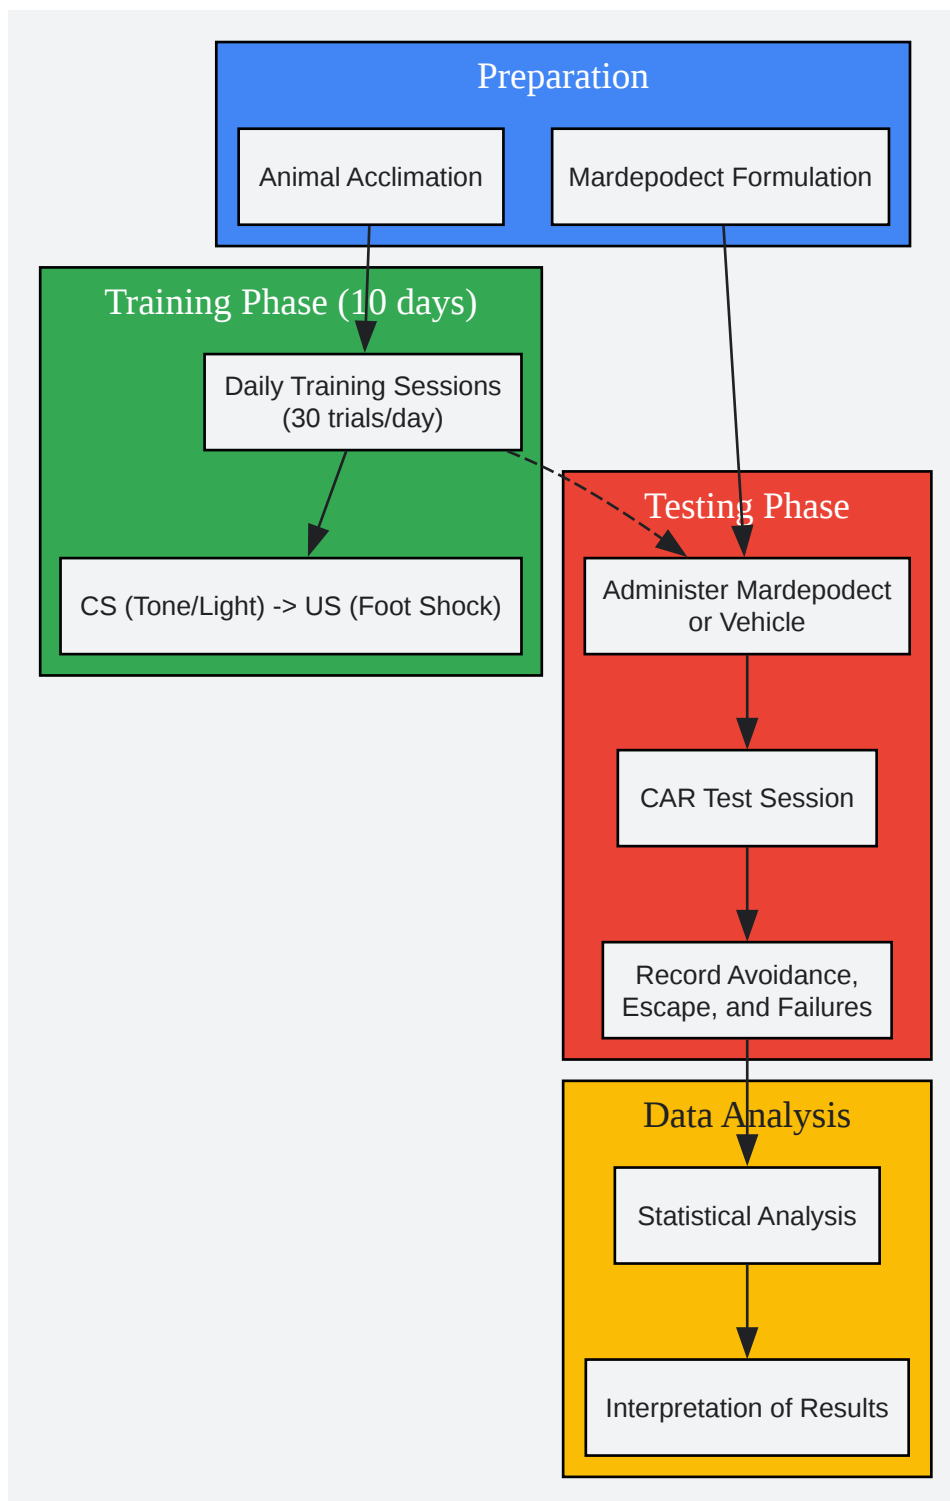 Preparation
Animal Acclimation
Mardepodect Formulation
Training Phase (10 days)
Daily Training Sessions
(30 trials/day)
CS (Tone/Light) -> US (Foot Shock)
Testing Phase
Administer Mardepodect
or Vehicle
CAR Test Session
Record Avoidance,
Escape, and Failures
Data Analysis
Statistical Analysis
Interpretation of Results